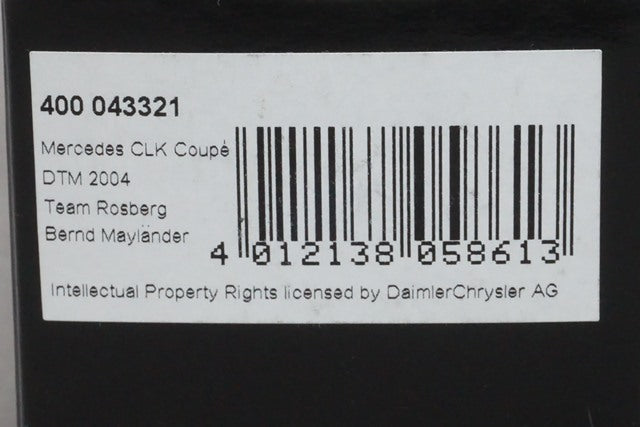 400 043321
Mercedes CLK Coupé
DTM 2004
Team Rosberg
Bernd Mayländer
4 012138 058613
Intellectual Property Rights licensed by DaimlerChrysler AG